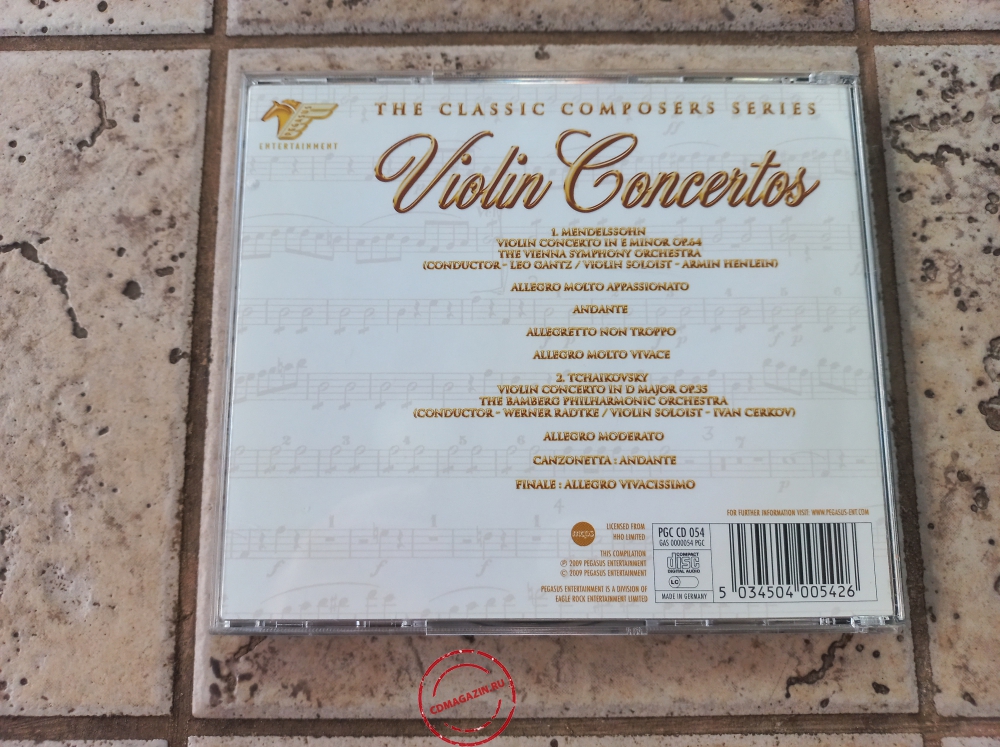 ENTERTAINMENT
THE CLASSIC COMPOSERS SERIES
Violin Concertos
1. MENDELSSOHN
VIOLIN CONCERTO IN E MINOR OP.64
THE VIENNA SYMPHONY ORCHESTRA
(CONDUCTOR - LEO GANTZ / VIOLIN SOLOIST - ARMIN HENLEIN)
ALLEGRO MOLTO APPASSIONATO
ANDANTE
ALLEGRETTO NON TROPPO
ALLEGRO MOLTO VIVACE
2. TCHAIKOVSKY
VIOLIN CONCERTO IN D MAJOR OP.35
THE BAMBERG PHILHARMONIC ORCHESTRA
(CONDUCTOR - WERNER RADTKE / VIOLIN SOLOIST - IVAN CERKOV)
ALLEGRO MODERATO
CANZONETTA : ANDANTE
FINALE : ALLEGRO VIVACISSIMO
FOR FURTHER INFORMATION VISIT WWW.PEGASUS-ENT.COM
mcps
LICENSED FROM
HHO LIMITED
THIS COMPILATION
℗ 2009 PEGASUS ENTERTAINMENT
© 2009 PEGASUS ENTERTAINMENT
PEGASUS ENTERTAINMENT IS A DIVISION OF
EAGLE ROCK ENTERTAINMENT LIMITED
PGC CD 054
GAS 0000054 PGC
COMPACT
disc
DIGITAL AUDIO
LC
MADE IN GERMANY
5 034504 005426
CDMAGAZIN.RU